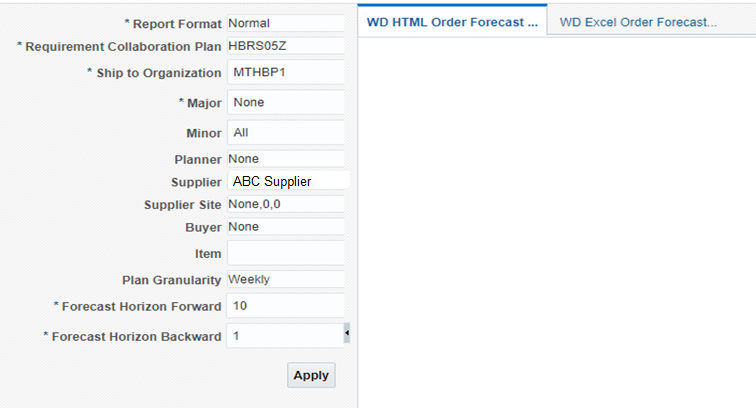 * Report Format Normal
* Requirement Collaboration Plan HBRS05Z
* Ship to Organization MTHBP1
* Major None
Minor All
Planner None
Supplier ABC Supplier
Supplier Site None,0,0
Buyer None
Item
Plan Granularity Weekly
* Forecast Horizon Forward 10
* Forecast Horizon Backward 1
Apply
WD HTML Order Forecast ... WD Excel Order Forecast...